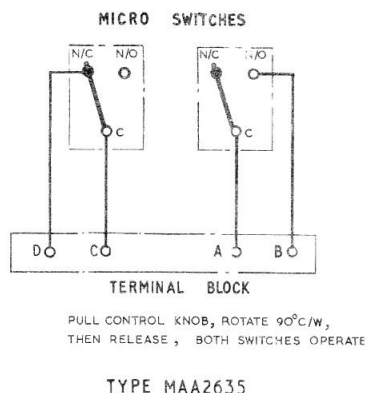 MICRO SWITCHES
N/C N/O N/C N/O
C C
D C A B
TERMINAL BLOCK
PULL CONTROL KNOB, ROTATE 90°C/W,
THEN RELEASE, BOTH SWITCHES OPERATE
TYPE MAA2635